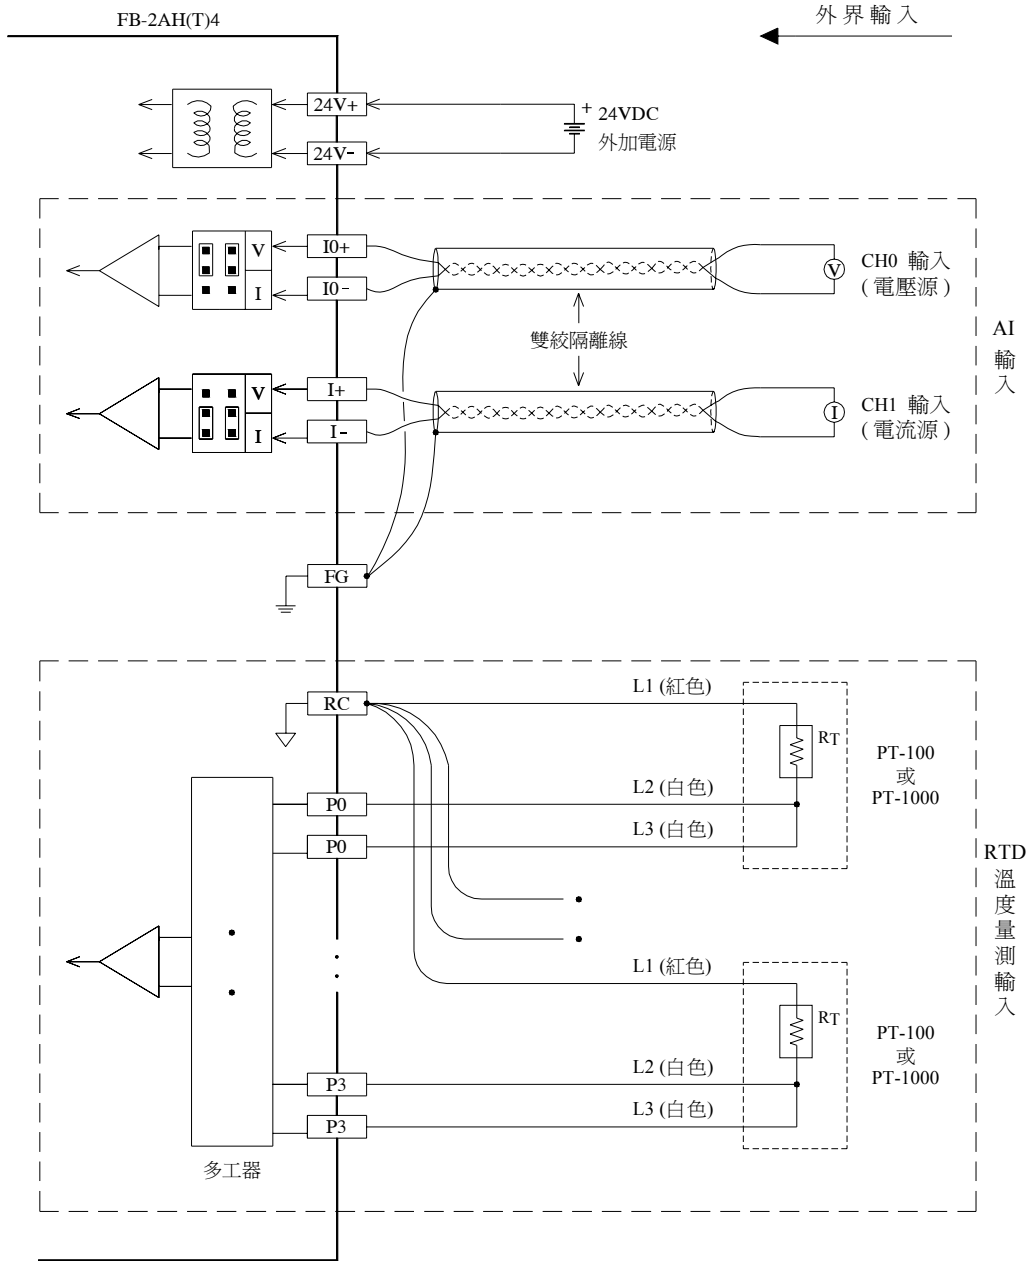 FB-2AH(T)4
外界輸入
24V+
24V-
+ 24VDC
外加電源
I0+
I0-
V
I
V
CH0 輸入
(電壓源)
雙絞隔離線
AI
輸
入
I+
I-
V
I
I
CH1 輸入
(電流源)
FG
RC
L1 (紅色)
RT
PT-100
或
PT-1000
P0
L2 (白色)
P0
L3 (白色)
RTD
溫
度
量
測
輸
入
L1 (紅色)
RT
PT-100
或
PT-1000
P3
L2 (白色)
P3
L3 (白色)
多工器